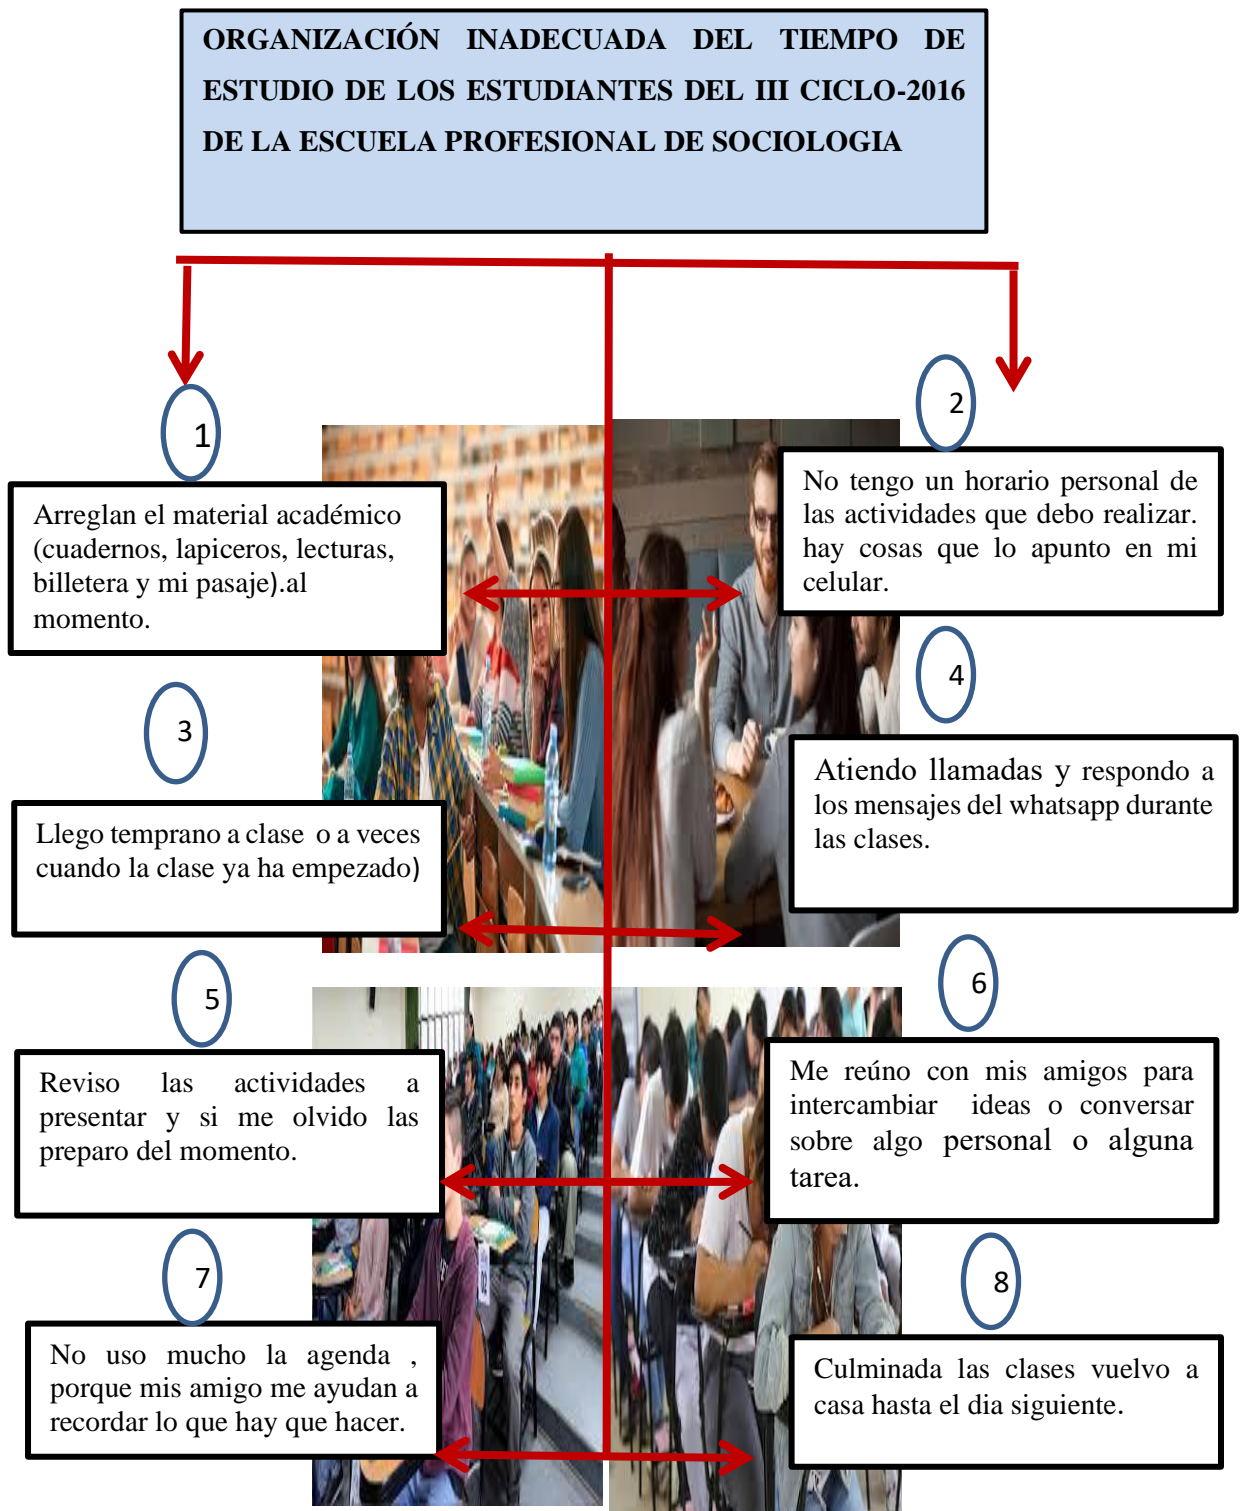 ORGANIZACIÓN INADECUADA DEL TIEMPO DE
ESTUDIO DE LOS ESTUDIANTES DEL III CICLO-2016
DE LA ESCUELA PROFESIONAL DE SOCIOLOGIA
1
Arreglan el material académico
(cuadernos, lapiceros, lecturas,
billetera y mi pasaje).al
momento.
2
No tengo un horario personal de
las actividades que debo realizar.
hay cosas que lo apunto en mi
celular.
3
Llego temprano a clase o a veces
cuando la clase ya ha empezado)
4
Atiendo llamadas y respondo a
los mensajes del whatsapp durante
las clases.
5
Reviso las actividades a
presentar y si me olvido las
preparo del momento.
6
Me reúno con mis amigos para
intercambiar ideas o conversar
sobre algo personal o alguna
tarea.
7
No uso mucho la agenda ,
porque mis amigo me ayudan a
recordar lo que hay que hacer.
8
Culminada las clases vuelvo a
casa hasta el dia siguiente.